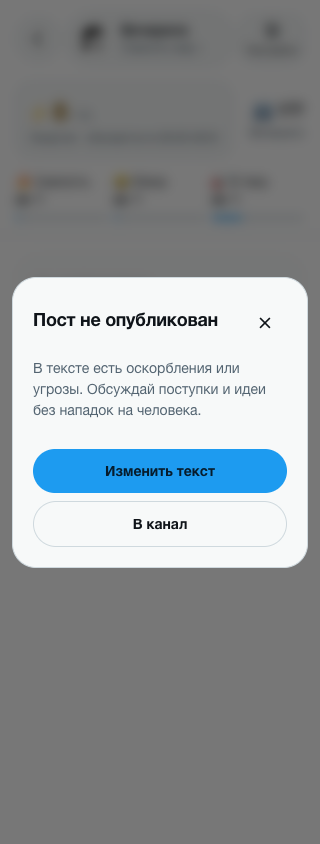 Пост не опубликован
В тексте есть оскорбления или
угрозы. Обсуждай поступки и идеи
без нападок на человека.
Изменить текст
В канал